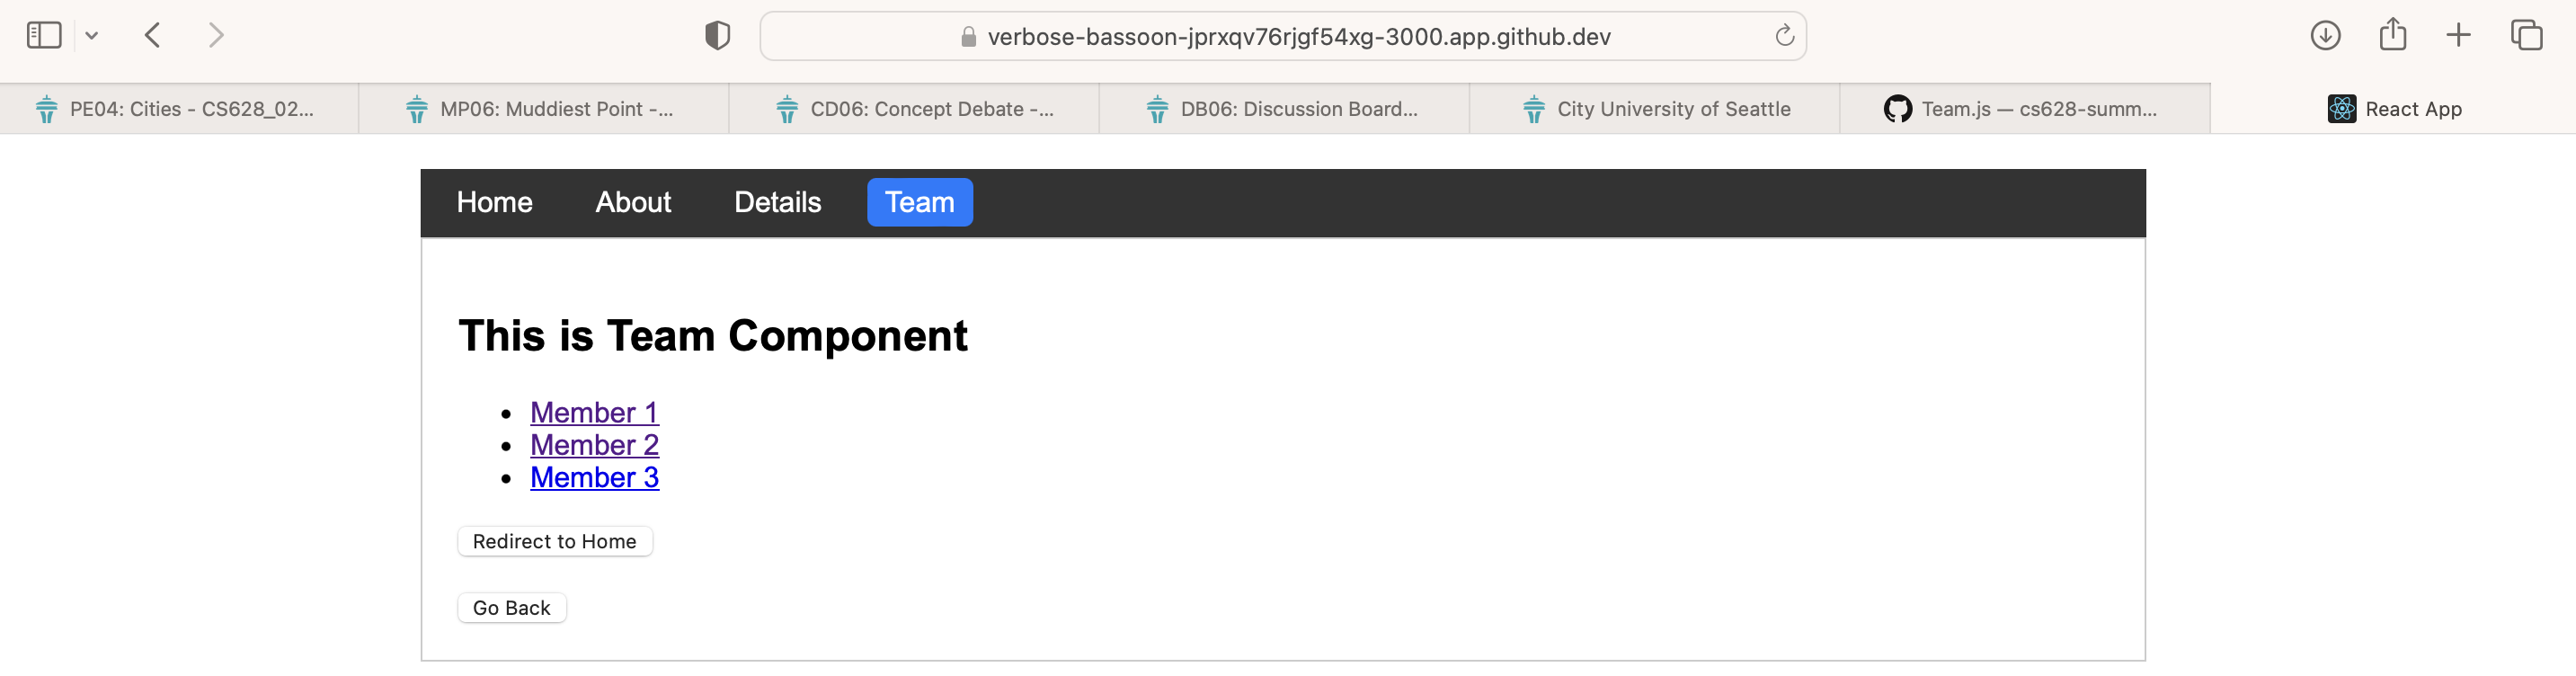 verbose-bassoon-jprxqv76rjgf54xg-3000.app.github.dev
PE04: Cities - CS628_02... MP06: Muddiest Point -... CD06: Concept Debate -... DB06: Discussion Board... City University of Seattle Team.js — cs628-summ... React App
Home About Details Team
This is Team Component
Member 1
Member 2
Member 3
Redirect to Home
Go Back